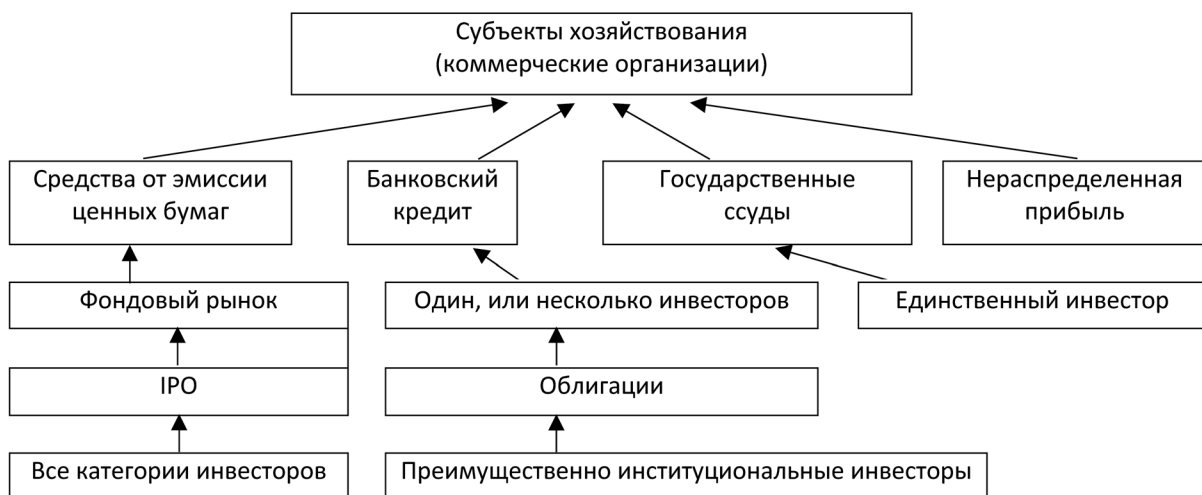 Субъекты хозяйствования
(коммерческие организации)
Средства от эмиссии
ценных бумаг
Банковский
кредит
Государственные
ссуды
Нераспределенная
прибыль
Фондовый рынок
Один, или несколько инвесторов
Единственный инвестор
IPO
Облигации
Все категории инвесторов
Преимущественно институциональные инвесторы